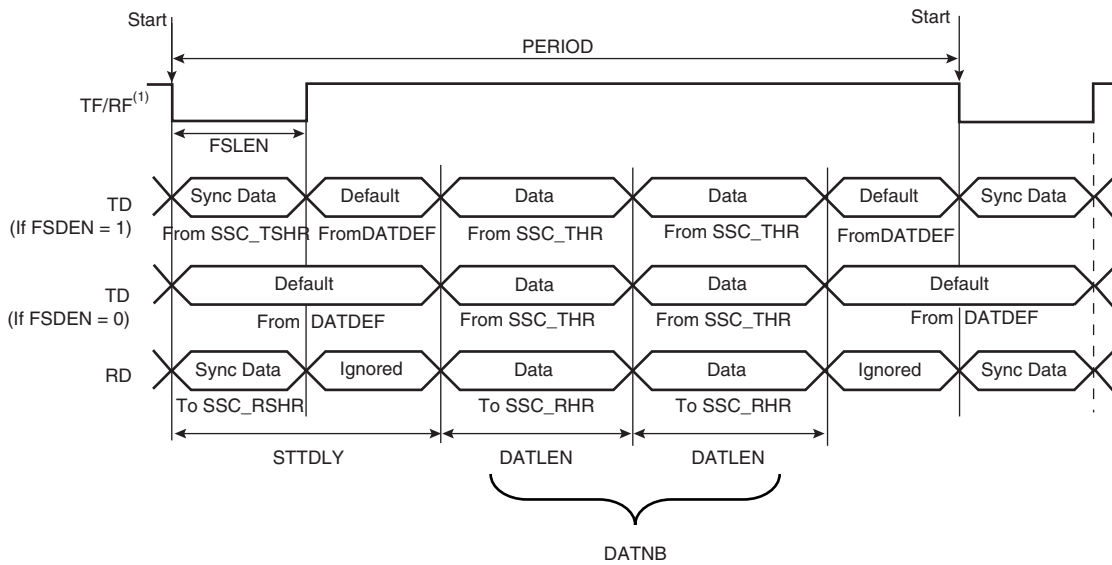 Start
Start
PERIOD
TF/RF(1)
FSLEN
TD
(If FSDEN = 1)
Sync Data
Default
Data
Data
Default
Sync Data
From SSC_TSHR
FromDATDEF
From SSC_THR
From SSC_THR
FromDATDEF
TD
(If FSDEN = 0)
Default
Data
Data
Default
From DATDEF
From SSC_THR
From SSC_THR
From DATDEF
RD
Sync Data
Ignored
Data
Data
Ignored
Sync Data
To SSC_RSHR
To SSC_RHR
To SSC_RHR
STTDLY
DATLEN
DATLEN
DATNB